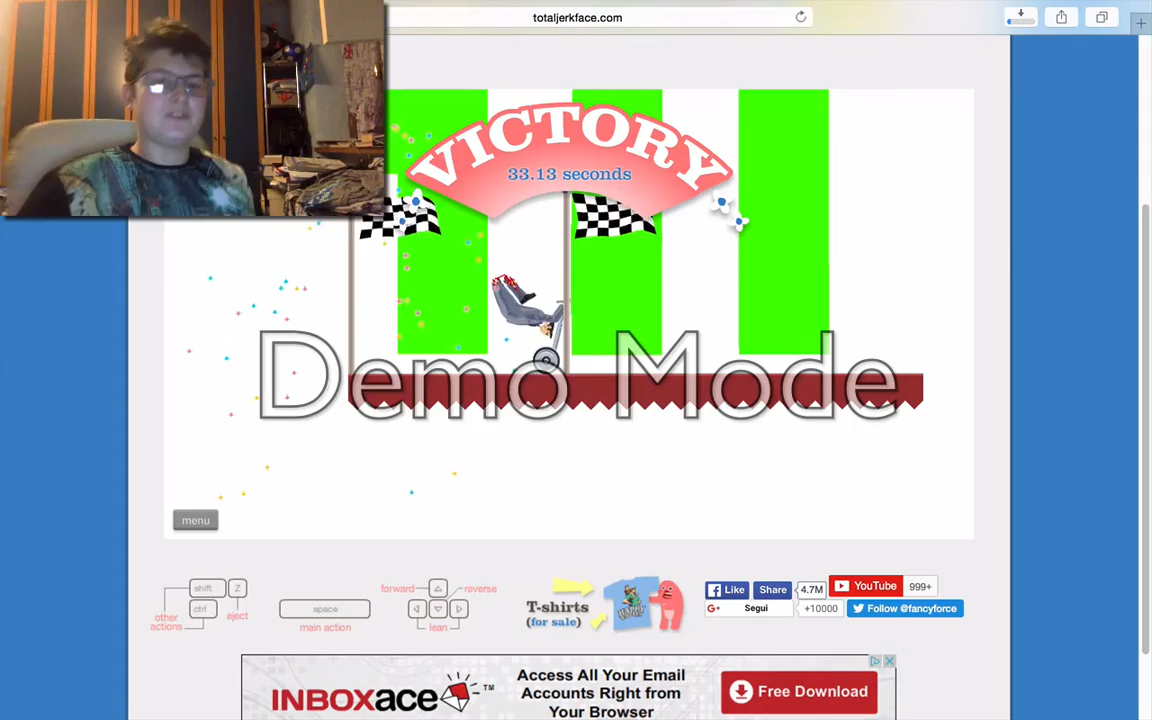 totaljerkface.com
VICTORY
33.13 seconds
Demo Mode
menu
shift
Z
ctrl
eject
other
actions
space
main action
forward
reverse
lean
T-shirts
(for sale)
HAPPY
Like
Share
4.7M
YouTube
999+
G+
Segui
+10000
Follow @fancyforce
INBOXace™
Access All Your Email
Accounts Right from
Your Browser
Free Download